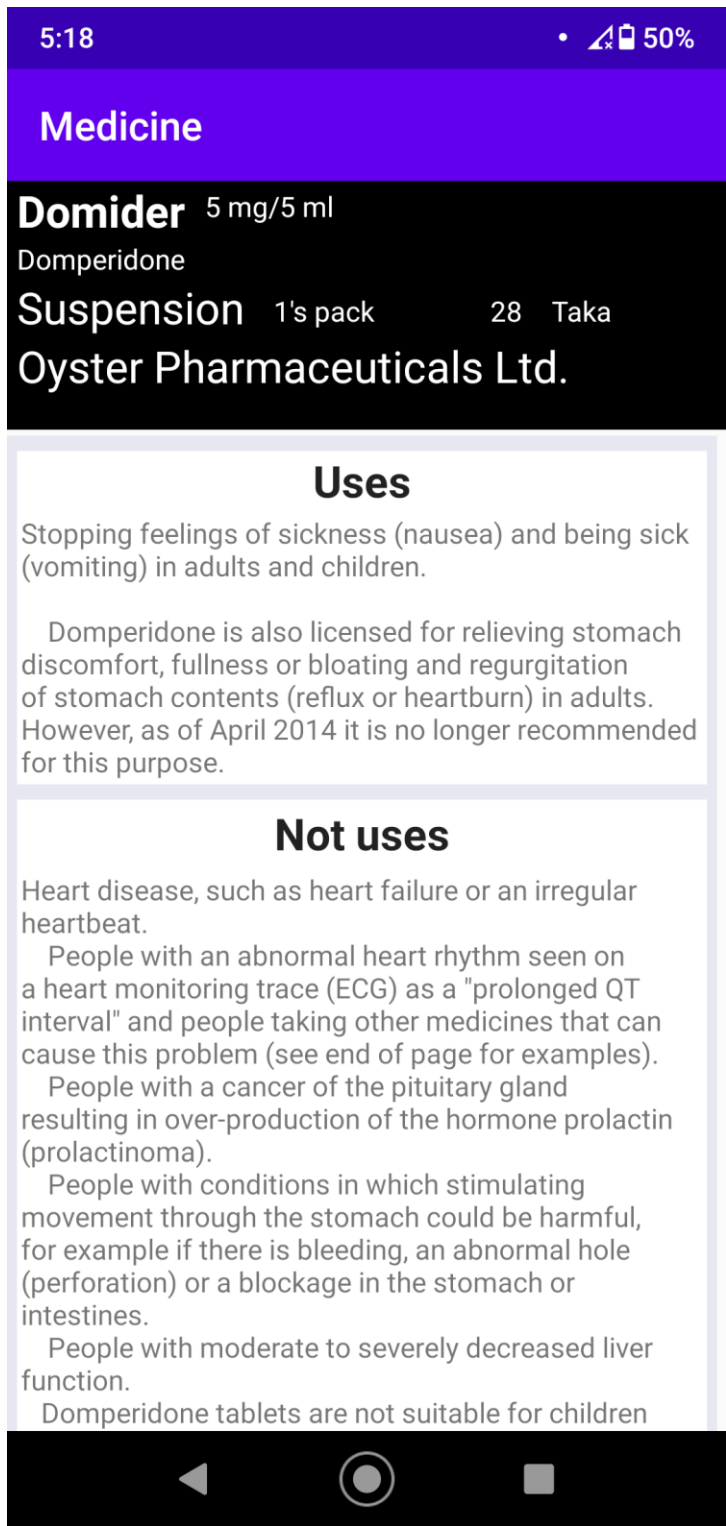 5:18 50%
Medicine
Domider 5 mg/5 ml
Domperidone
Suspension 1's pack 28 Taka
Oyster Pharmaceuticals Ltd.
Uses
Stopping feelings of sickness (nausea) and being sick
(vomiting) in adults and children.
Domperidone is also licensed for relieving stomach
discomfort, fullness or bloating and regurgitation
of stomach contents (reflux or heartburn) in adults.
However, as of April 2014 it is no longer recommended
for this purpose.
Not uses
Heart disease, such as heart failure or an irregular
heartbeat.
People with an abnormal heart rhythm seen on
a heart monitoring trace (ECG) as a "prolonged QT
interval" and people taking other medicines that can
cause this problem (see end of page for examples).
People with a cancer of the pituitary gland
resulting in over-production of the hormone prolactin
(prolactinoma).
People with conditions in which stimulating
movement through the stomach could be harmful,
for example if there is bleeding, an abnormal hole
(perforation) or a blockage in the stomach or
intestines.
People with moderate to severely decreased liver
function.
Domperidone tablets are not suitable for children